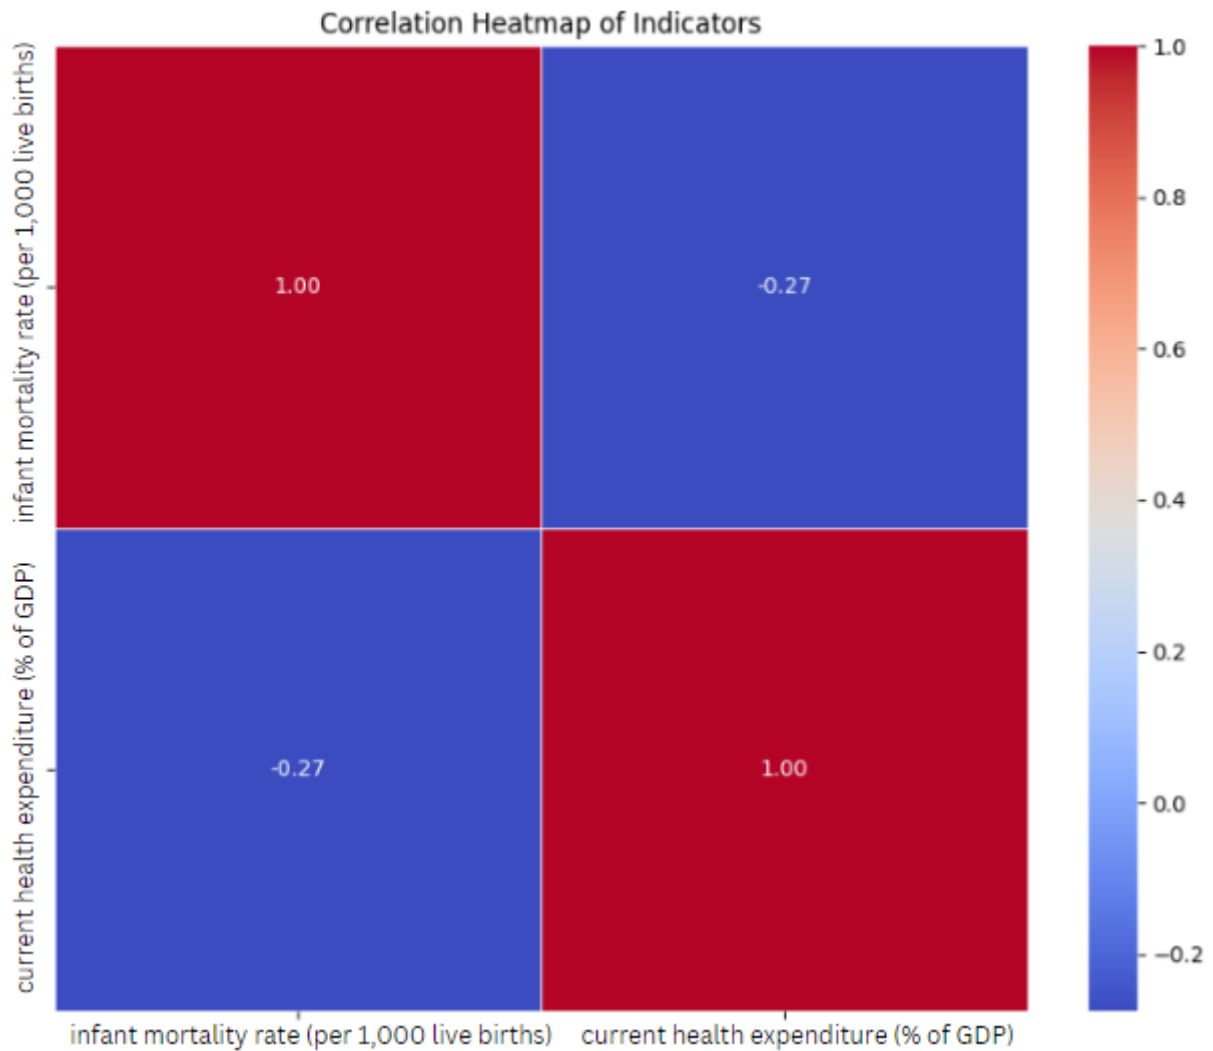 Correlation Heatmap of Indicators
infant mortality rate (per 1,000 live births)
current health expenditure (% of GDP)
1.00
-0.27
-0.27
1.00
infant mortality rate (per 1,000 live births)
current health expenditure (% of GDP)
1.0
0.8
0.6
0.4
0.2
0.0
−0.2